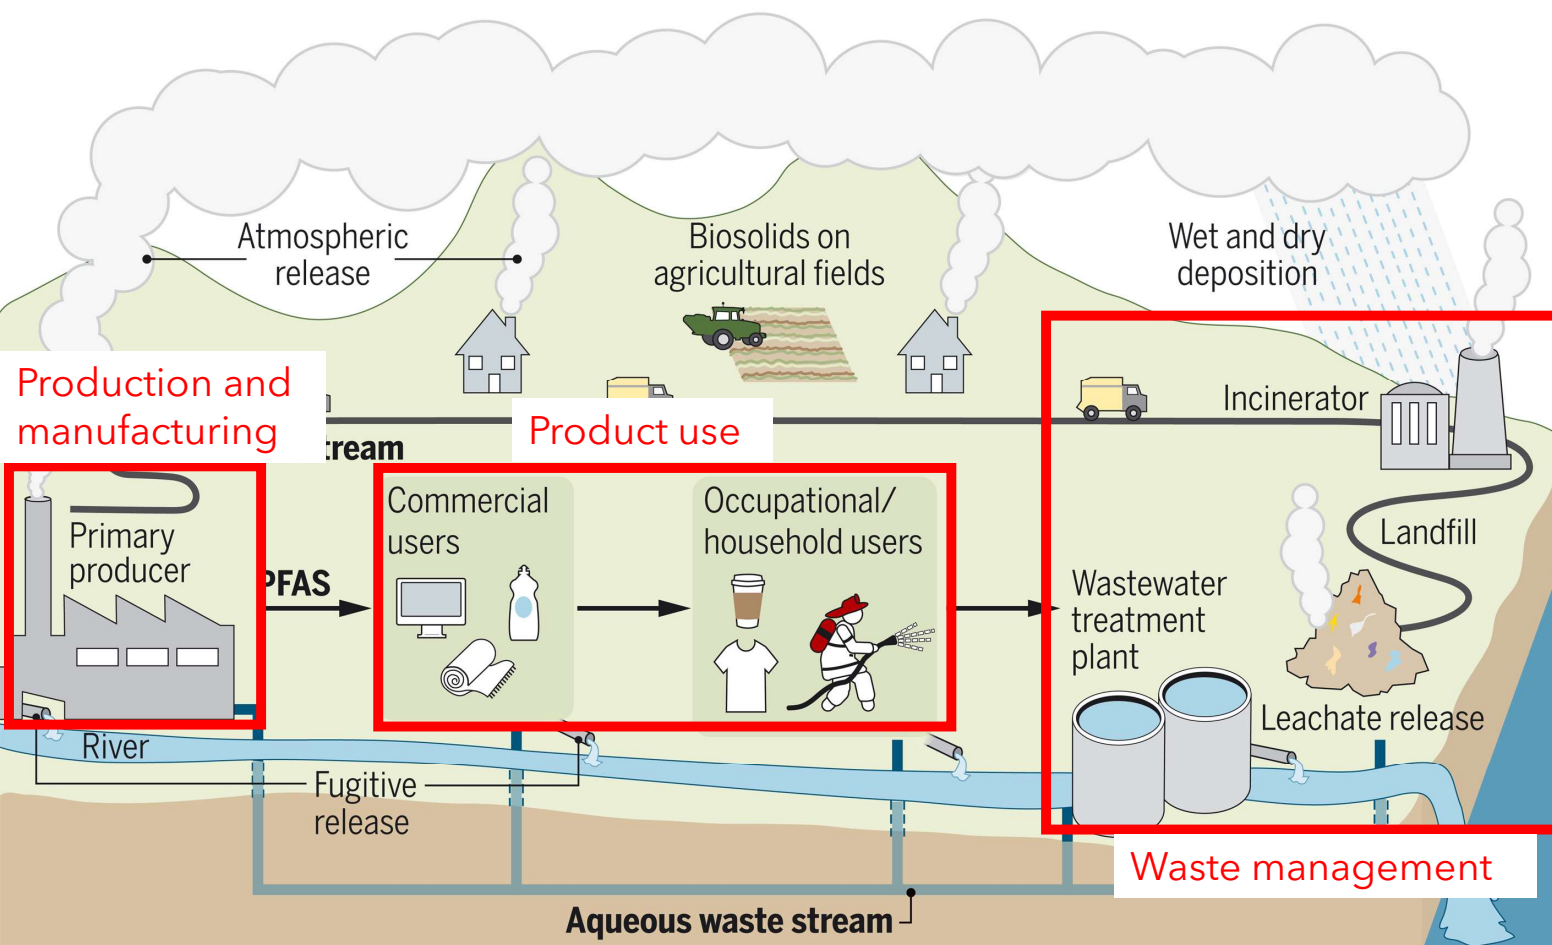 Atmospheric
release
Biosolids on
agricultural fields
Wet and dry
deposition
Production and
manufacturing
Product use
Incinerator
tream
Commercial
users
Occupational/
household users
Primary
producer
PFAS
Landfill
Wastewater
treatment
plant
Leachate release
River
Fugitive
release
Waste management
Aqueous waste stream